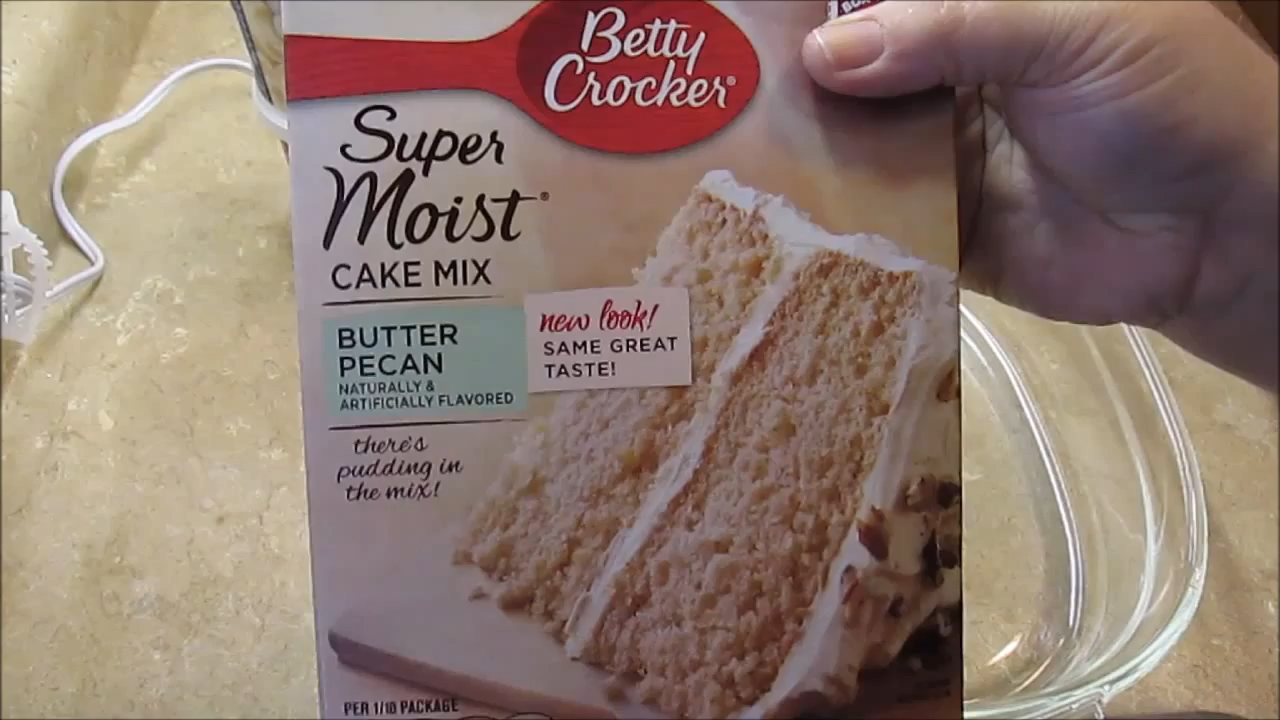 Betty
Crocker®
Super
Moist®
CAKE MIX
BUTTER
PECAN
NATURALLY &
ARTIFICIALLY FLAVORED
new look!
SAME GREAT
TASTE!
there's
pudding in
the mix!
PER 1/10 PACKAGE